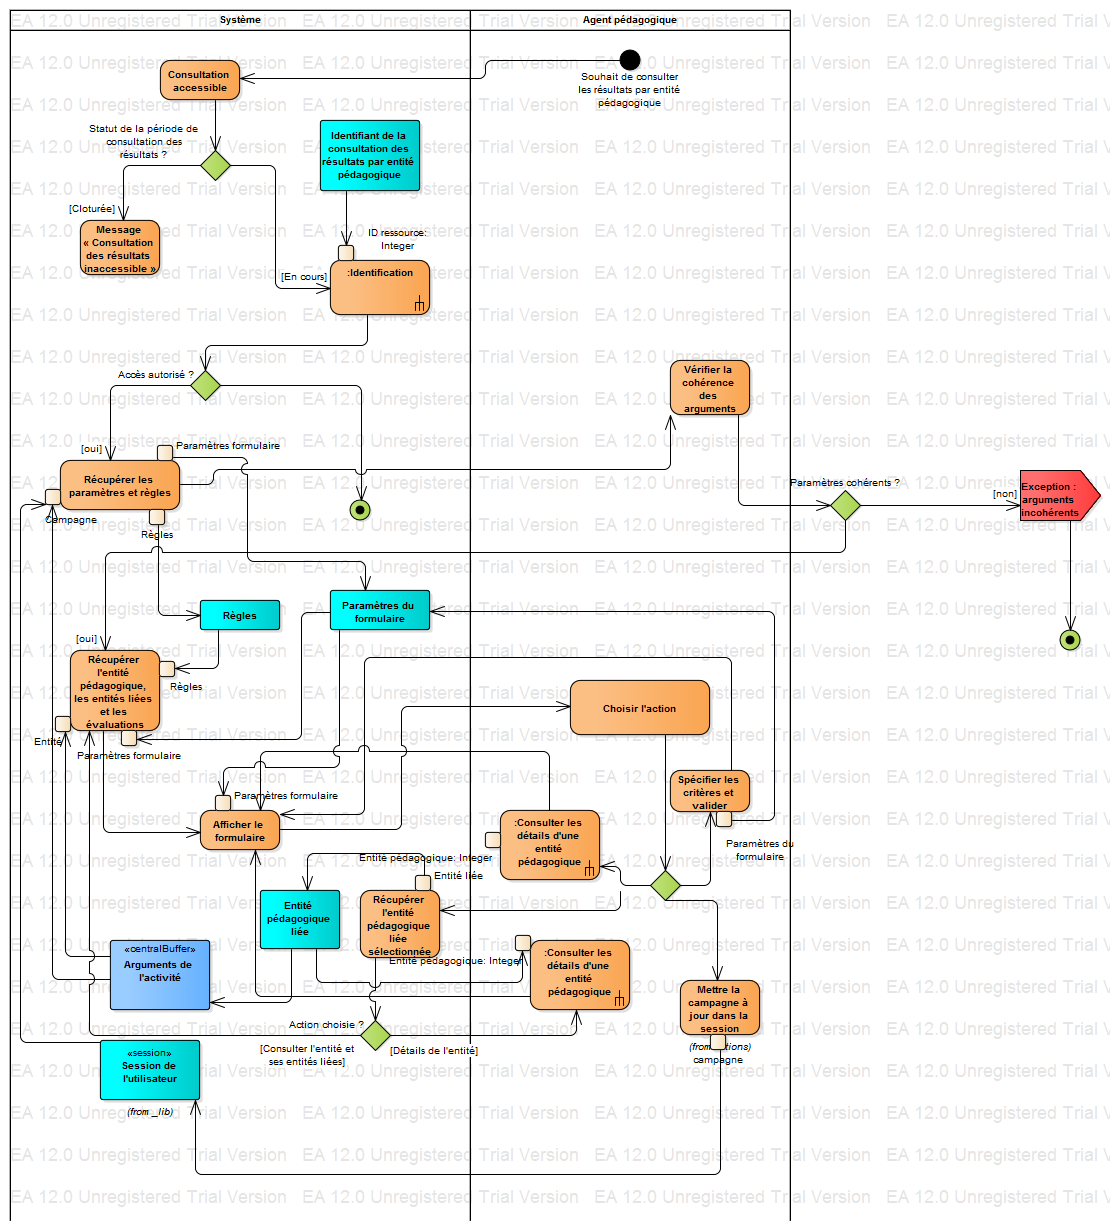 Système
Agent pédagogique
EA 12.0 Unregistered Trial Version
Souhait de consulter
les résultats par entité
pédagogique
Consultation
accessible
Statut de la période de
consultation des
résultats ?
Identifiant de la
consultation des
résultats par entité
pédagogique
[Cloturée]
Message
« Consultation
des résultats
inaccessible »
ID ressource:
Integer
[En cours]
:Identification
Accès autorisé ?
Vérifier la
cohérence
des
arguments
[oui]
Paramètres formulaire
Récupérer les
paramètres et règles
Campagne
Règles
Paramètres cohérents ?
[non]
Exception :
arguments
incohérents
Règles
Paramètres du
formulaire
[oui]
Récupérer
l'entité
pédagogique,
les entités liées
et les
évaluations
Règles
Entité
Paramètres formulaire
Choisir l'action
Spécifier les
critères et
valider
Paramètres formulaire
Afficher le
formulaire
:Consulter les
détails d'une
entité
pédagogique
Paramètres du
formulaire
Entité pédagogique: Integer
Entité liée
Entité
pédagogique
liée
Récupérer
l'entité
pédagogique
liée
sélectionnée
«centralBuffer»
Arguments de
l'activité
Entité pédagogique: Integer
:Consulter les
détails d'une
entité
pédagogique
Mettre la
campagne à
jour dans la
session
Action choisie ?
[Consulter l'entité et
ses entités liées]
[Détails de l'entité]
campagne
«session»
Session de
l'utilisateur
(from _lib)